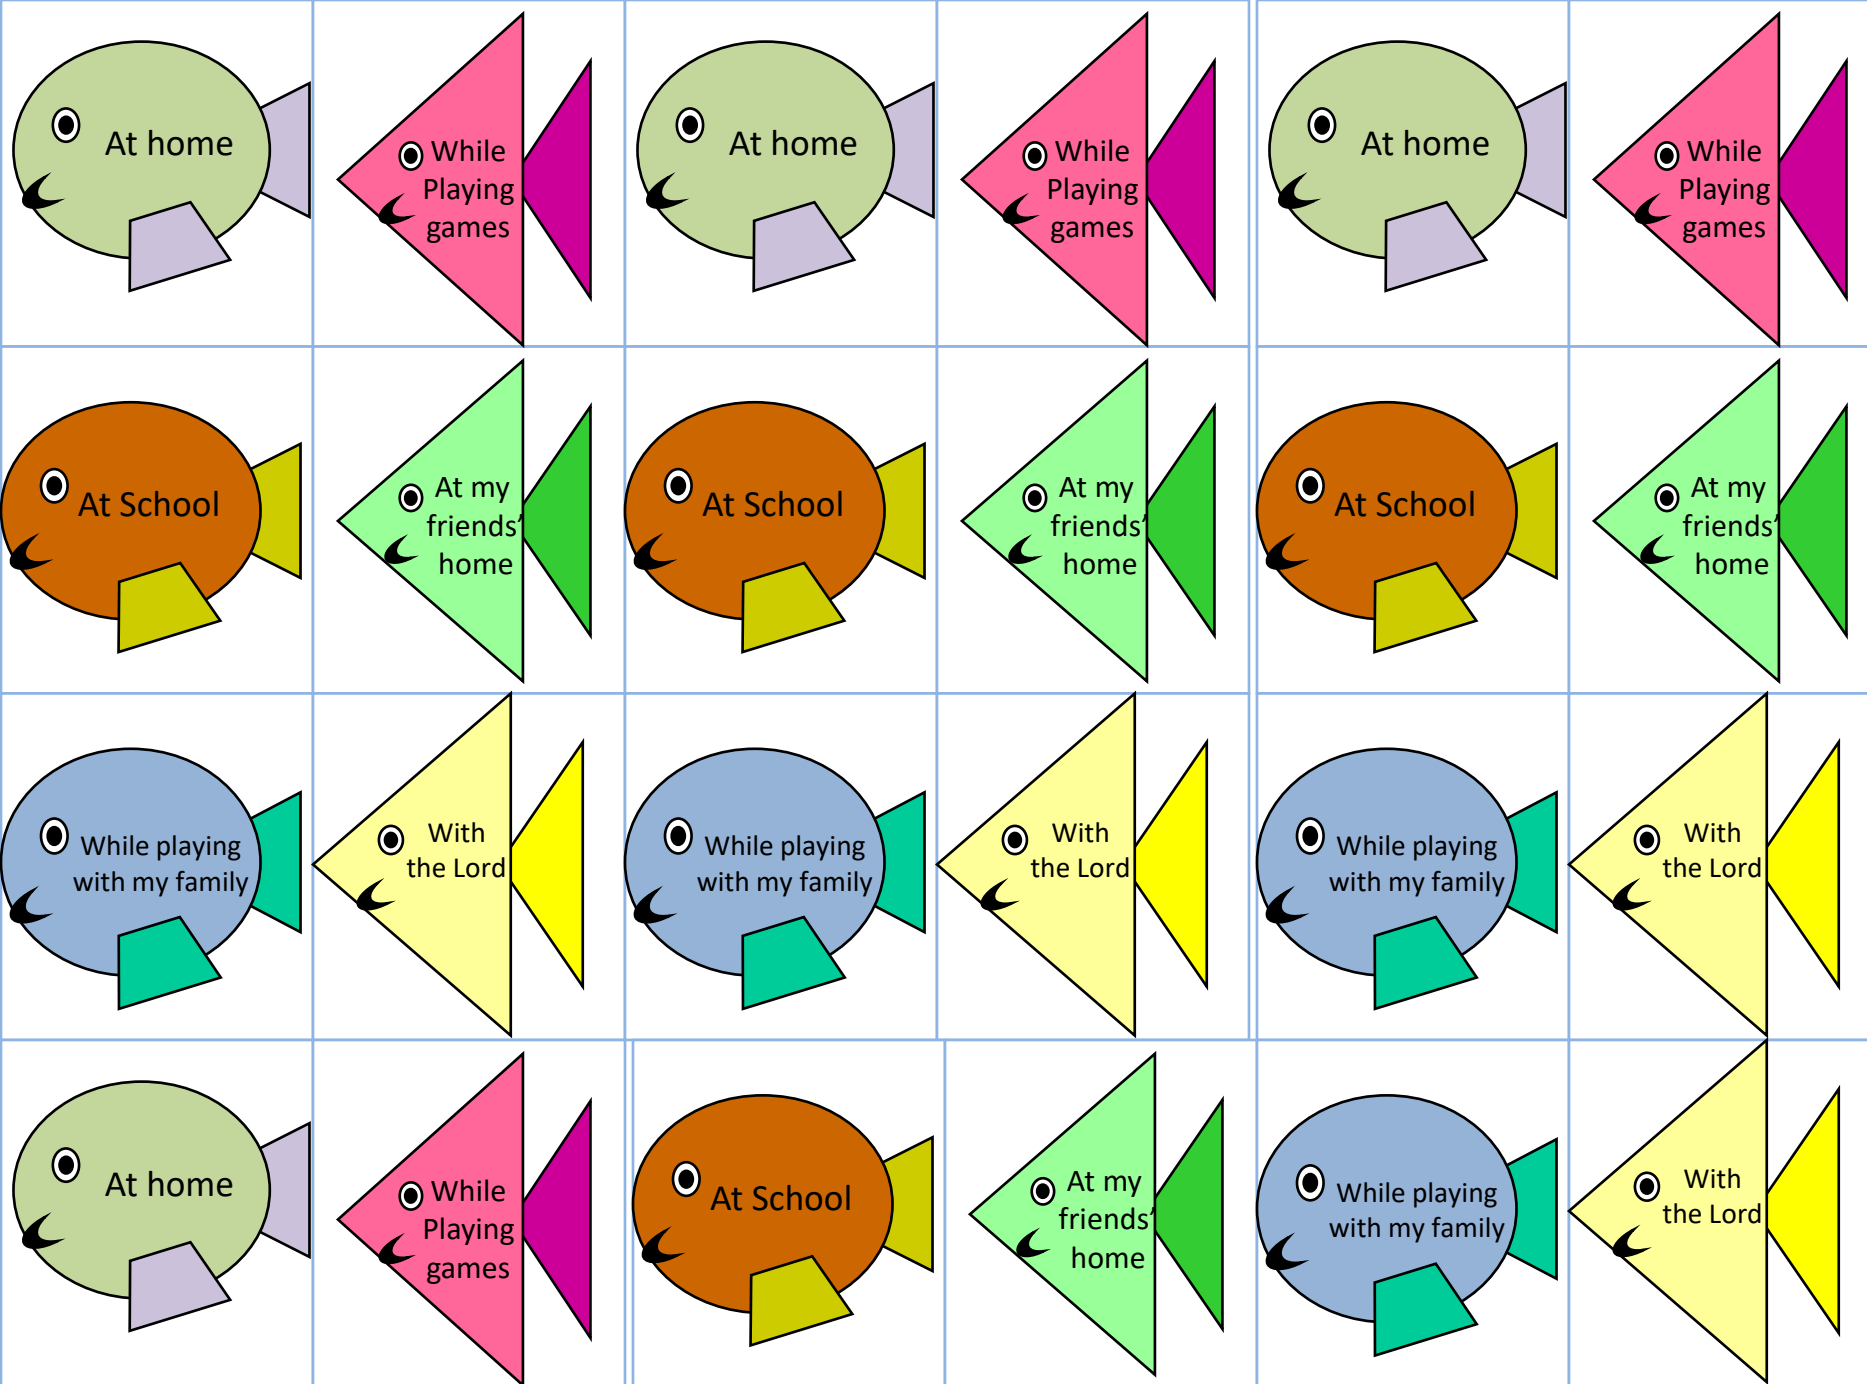 At home
While
Playing
games
At home
While
Playing
games
At home
While
Playing
games
At School
At my
friends'
home
At School
At my
friends'
home
At School
At my
friends'
home
While playing
with my family
With
the Lord
While playing
with my family
With
the Lord
While playing
with my family
With
the Lord
At home
While
Playing
games
At School
At my
friends'
home
While playing
with my family
With
the Lord